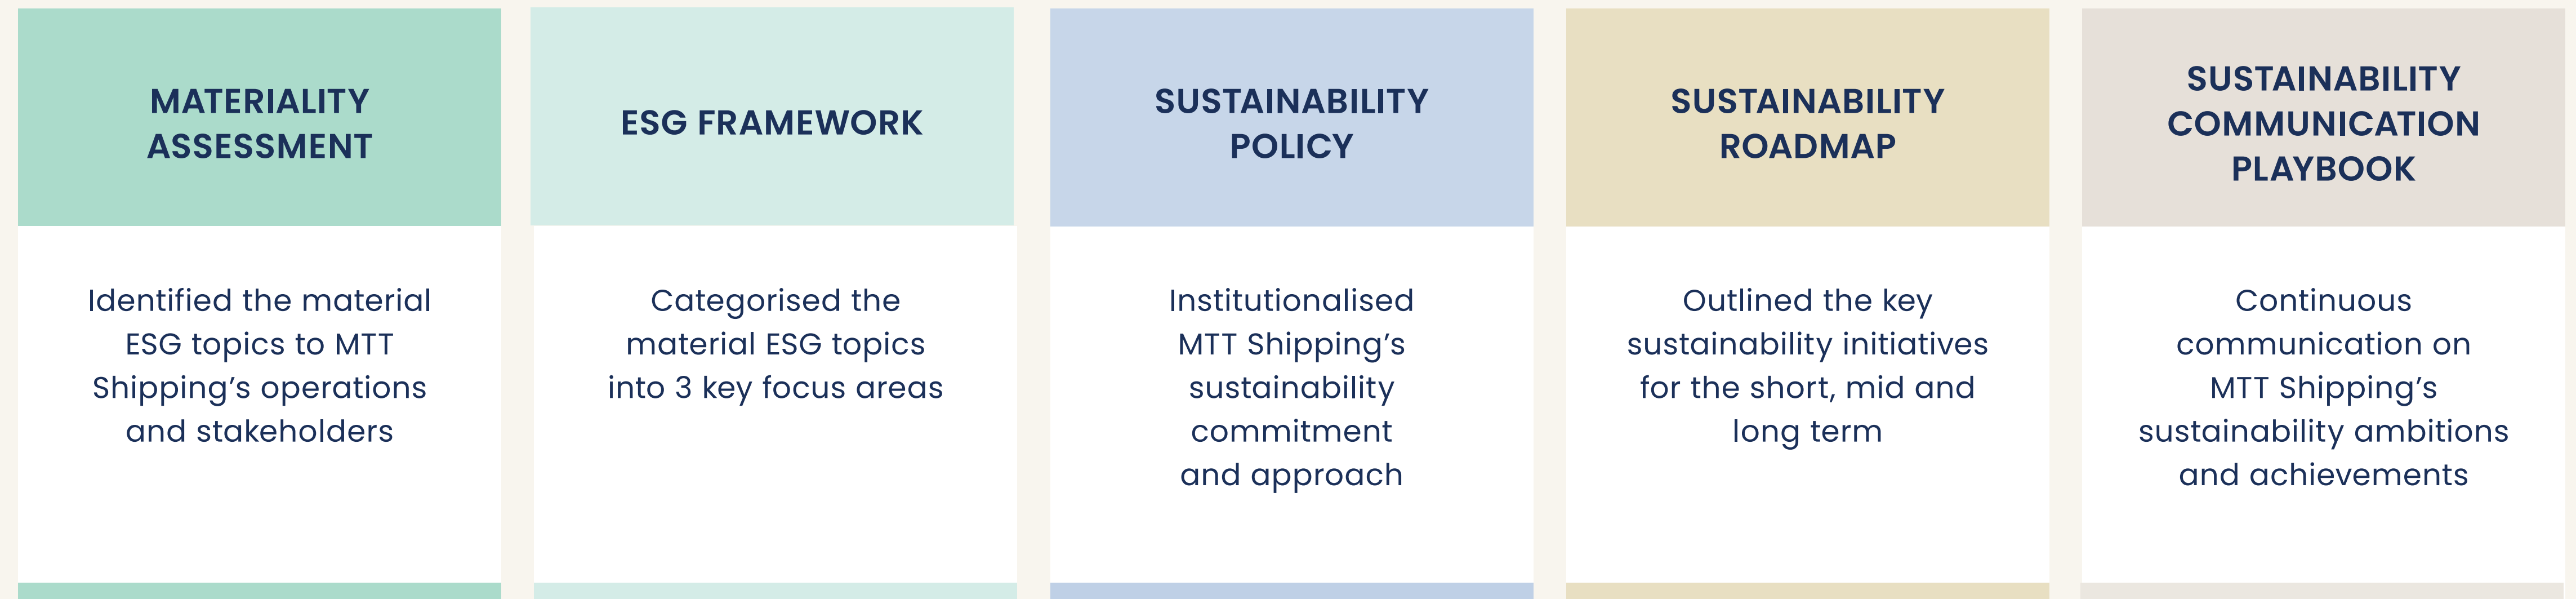 MATERIALITY
ASSESSMENT
Identified the material
ESG topics to MTT
Shipping’s operations
and stakeholders
ESG FRAMEWORK
Categorised the
material ESG topics
into 3 key focus areas
SUSTAINABILITY
POLICY
Institutionalised
MTT Shipping’s
sustainability
commitment
and approach
SUSTAINABILITY
ROADMAP
Outlined the key
sustainability initiatives
for the short, mid and
long term
SUSTAINABILITY
COMMUNICATION
PLAYBOOK
Continuous
communication on
MTT Shipping’s
sustainability ambitions
and achievements